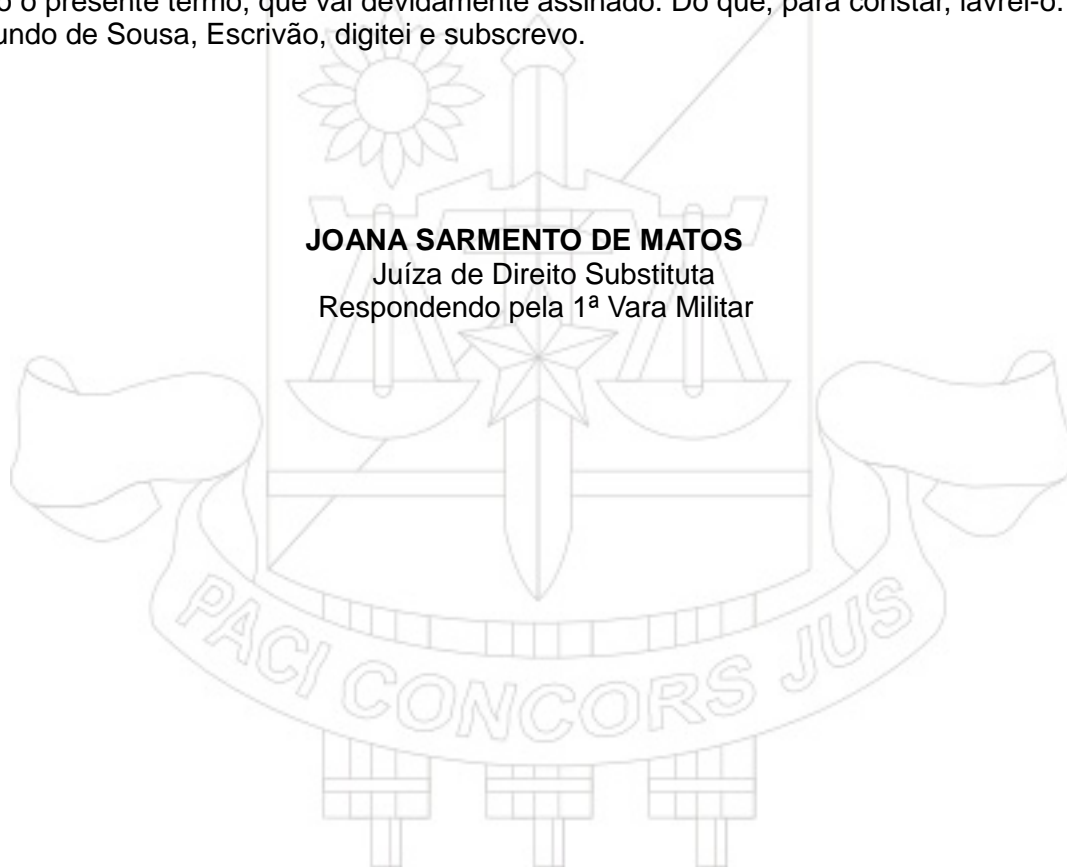 o o presente termo, que vai devidamente assinado. Do que, para constar, lavrei-o.
undo de Sousa, Escrivão, digitei e subscrevo.
JOANA SARMENTO DE MATOS
Juíza de Direito Substituta
Respondendo pela 1ª Vara Militar
PACI CONCORS JUS